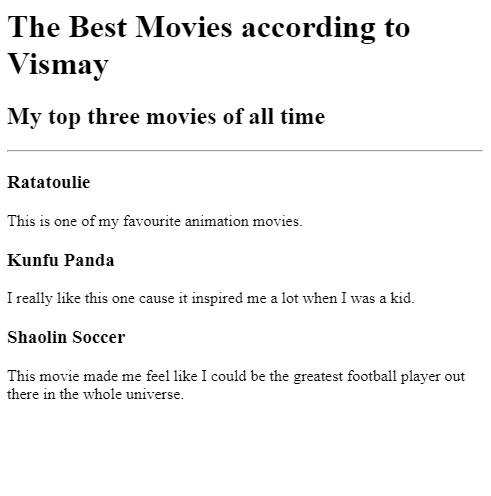 The Best Movies according to
Vismay
My top three movies of all time
Ratatoulie
This is one of my favourite animation movies.
Kunfu Panda
I really like this one cause it inspired me a lot when I was a kid.
Shaolin Soccer
This movie made me feel like I could be the greatest football player out
there in the whole universe.